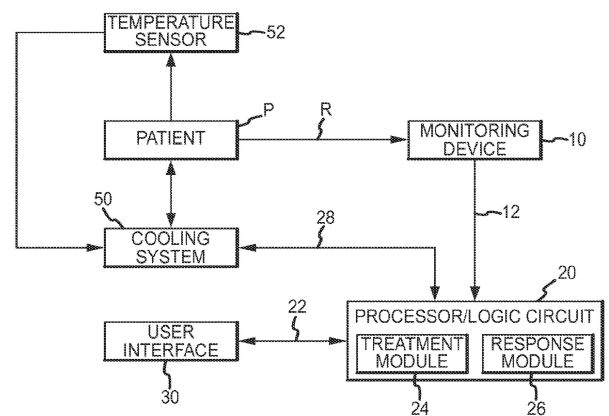 TEMPERATURE
SENSOR
52
P
R
PATIENT
MONITORING
DEVICE
10
50
28
12
COOLING
SYSTEM
20
PROCESSOR/LOGIC CIRCUIT
22
USER
INTERFACE
TREATMENT
MODULE
RESPONSE
MODULE
30
24
26